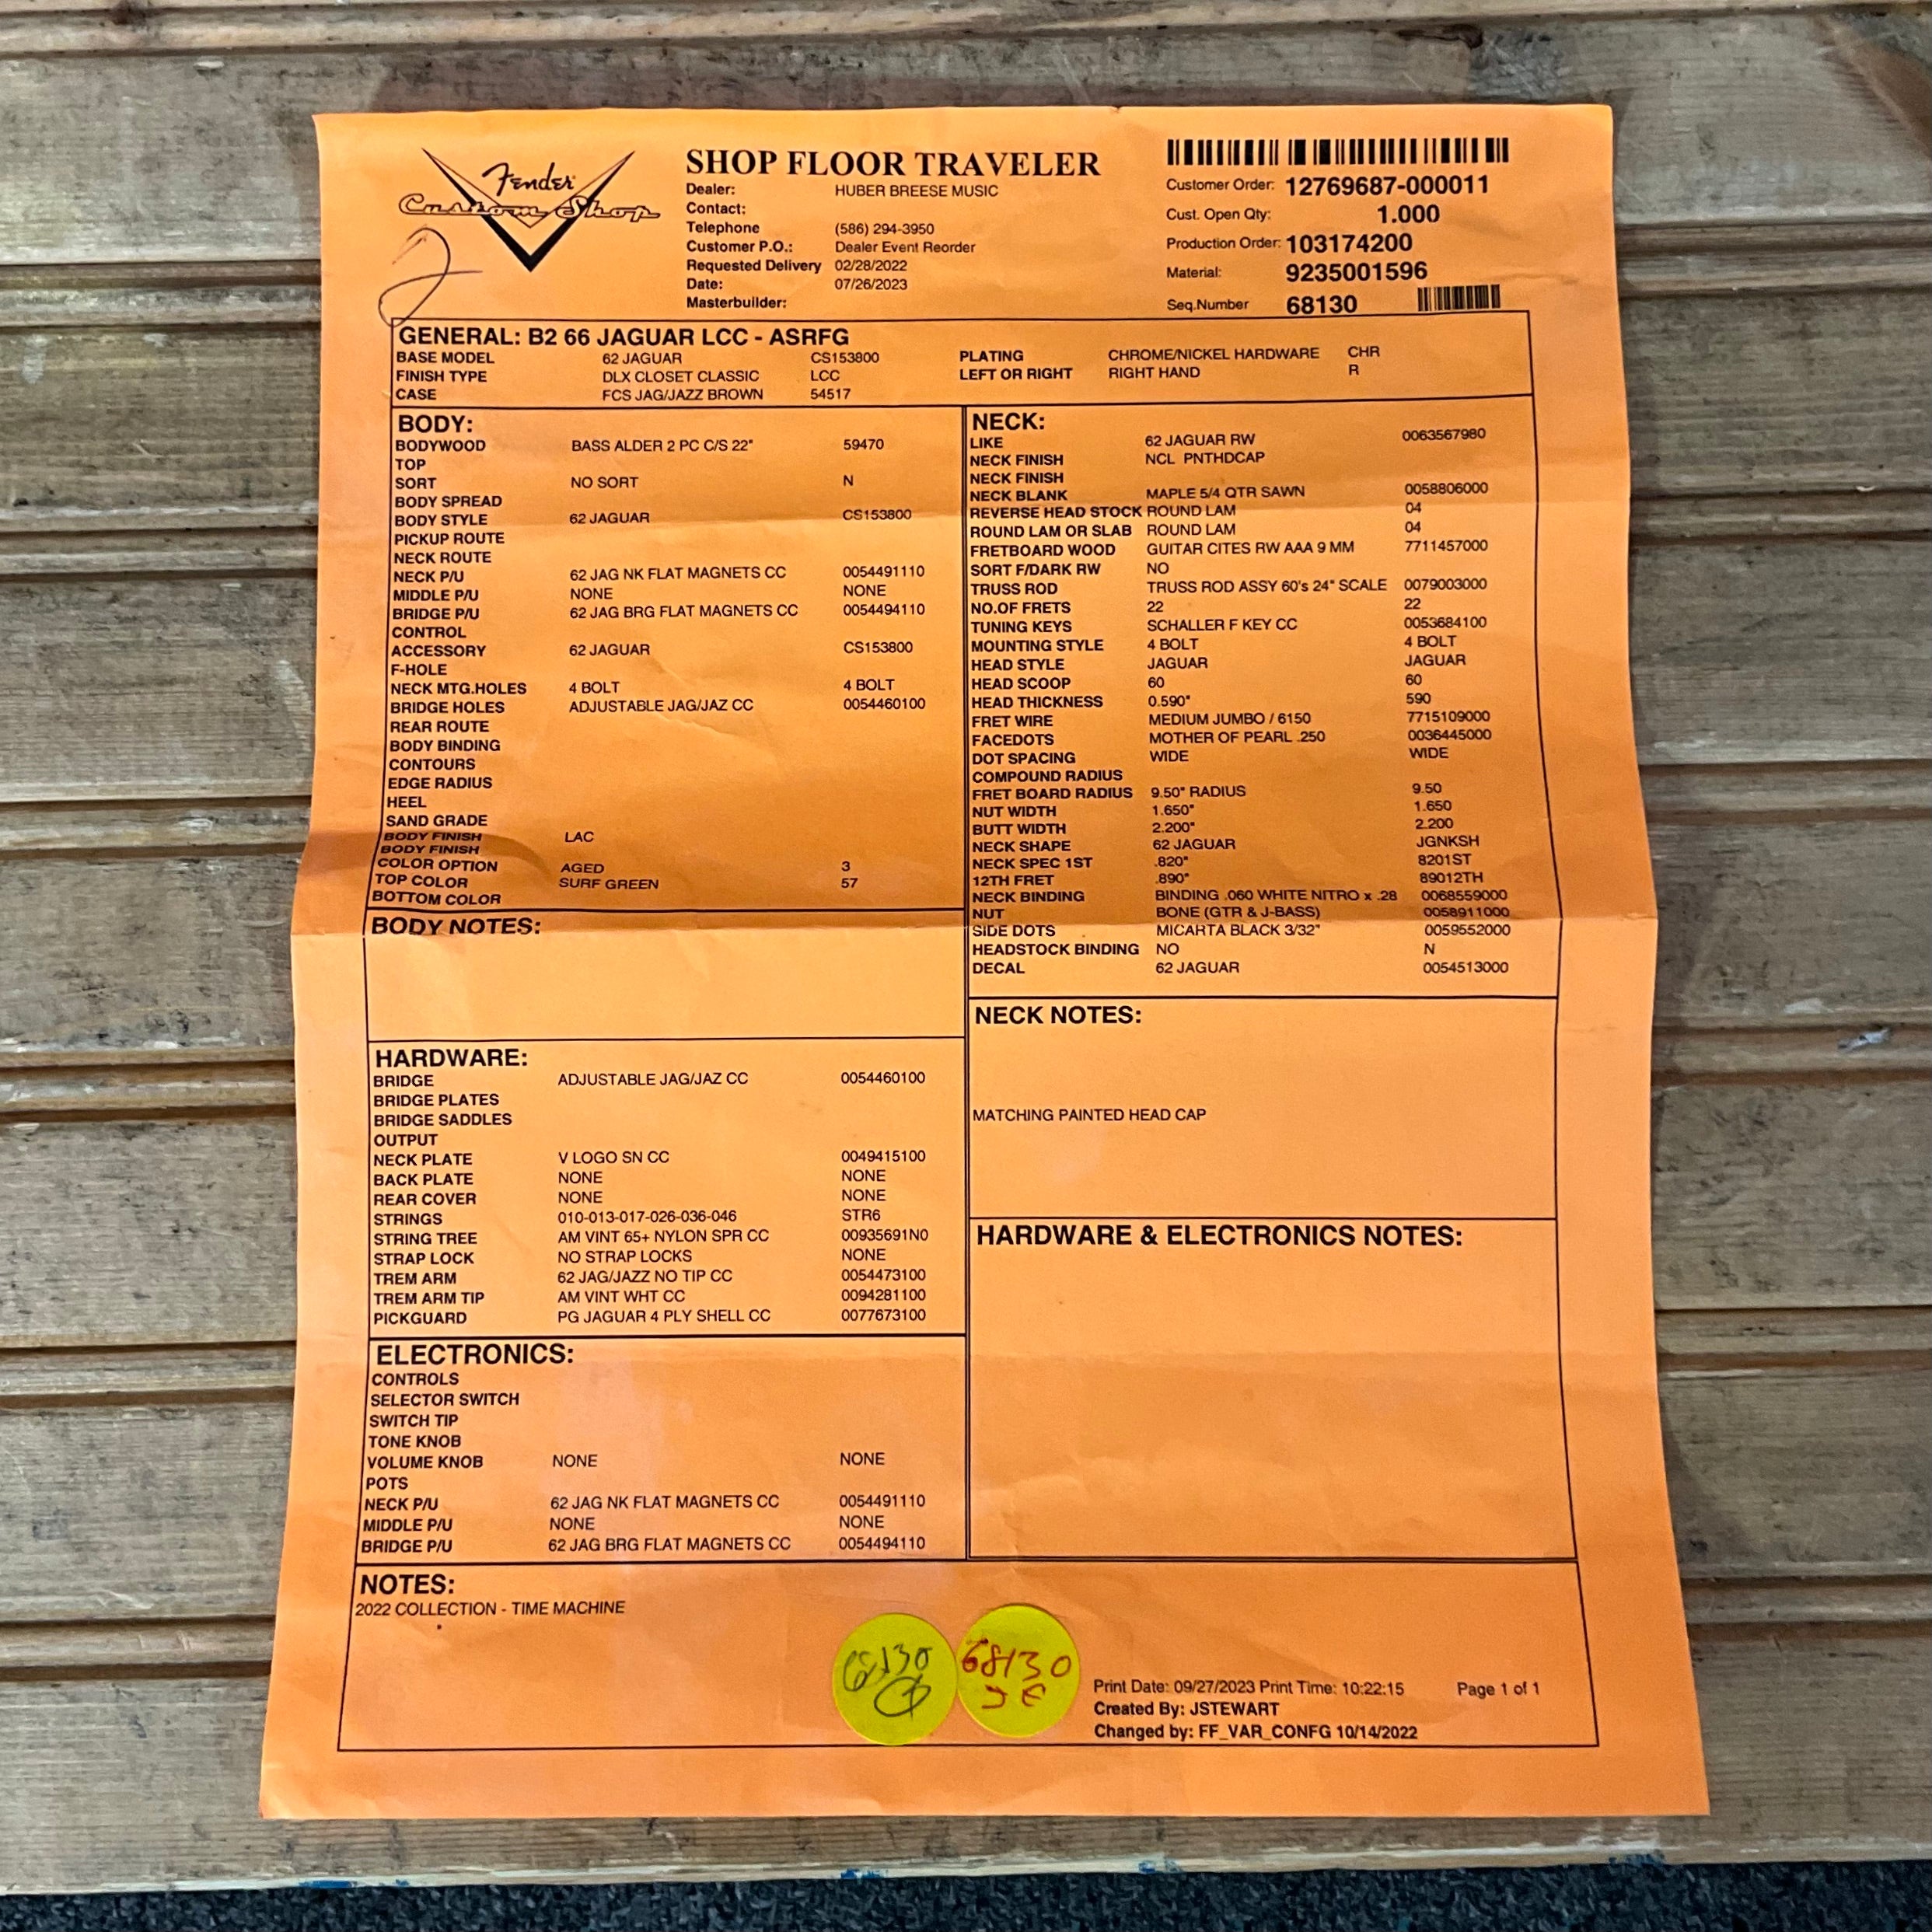 Fender
Custom Shop
SHOP FLOOR TRAVELER
Dealer: HUBER BREESE MUSIC
Contact:
Telephone (586) 294-3950
Customer P.O.: Dealer Event Reorder
Requested Delivery 02/28/2022
Date: 07/26/2023
Masterbuilder:
Customer Order: 12769687-000011
Cust. Open Qty: 1.000
Production Order: 103174200
Material: 9235001596
Seq.Number 68130
2
GENERAL: B2 66 JAGUAR LCC - ASRFG
BASE MODEL 62 JAGUAR CS153800 PLATING CHROME/NICKEL HARDWARE CHR
FINISH TYPE DLX CLOSET CLASSIC LCC LEFT OR RIGHT RIGHT HAND R
CASE FCS JAG/JAZZ BROWN 54517
BODY:
BODYWOOD BASS ALDER 2 PC C/S 22" 59470
TOP
SORT NO SORT N
BODY SPREAD
BODY STYLE 62 JAGUAR CS153800
PICKUP ROUTE
NECK ROUTE
NECK P/U 62 JAG NK FLAT MAGNETS CC 0054491110
MIDDLE P/U NONE NONE
BRIDGE P/U 62 JAG BRG FLAT MAGNETS CC 0054494110
CONTROL
ACCESSORY 62 JAGUAR CS153800
F-HOLE
NECK MTG.HOLES 4 BOLT 4 BOLT
BRIDGE HOLES ADJUSTABLE JAG/JAZ CC 0054460100
REAR ROUTE
BODY BINDING
CONTOURS
EDGE RADIUS
HEEL
SAND GRADE
BODY FINISH LAC
BODY FINISH
COLOR OPTION AGED 3
TOP COLOR SURF GREEN 57
BOTTOM COLOR
BODY NOTES:
HARDWARE:
BRIDGE ADJUSTABLE JAG/JAZ CC 0054460100
BRIDGE PLATES
BRIDGE SADDLES
OUTPUT
NECK PLATE V LOGO SN CC 0049415100
BACK PLATE NONE NONE
REAR COVER NONE NONE
STRINGS 010-013-017-026-036-046 STR6
STRING TREE AM VINT 65+ NYLON SPR CC 00935691N0
STRAP LOCK NO STRAP LOCKS NONE
TREM ARM 62 JAG/JAZZ NO TIP CC 0054473100
TREM ARM TIP AM VINT WHT CC 0094281100
PICKGUARD PG JAGUAR 4 PLY SHELL CC 0077673100
ELECTRONICS:
CONTROLS
SELECTOR SWITCH
SWITCH TIP
TONE KNOB
VOLUME KNOB NONE NONE
POTS
NECK P/U 62 JAG NK FLAT MAGNETS CC 0054491110
MIDDLE P/U NONE NONE
BRIDGE P/U 62 JAG BRG FLAT MAGNETS CC 0054494110
NECK:
LIKE 62 JAGUAR RW 0063567980
NECK FINISH NCL PNTHDCAP
NECK FINISH
NECK BLANK MAPLE 5/4 QTR SAWN 0058806000
REVERSE HEAD STOCK ROUND LAM 04
ROUND LAM OR SLAB ROUND LAM 04
FRETBOARD WOOD GUITAR CITES RW AAA 9 MM 7711457000
SORT F/DARK RW NO
TRUSS ROD TRUSS ROD ASSY 60's 24" SCALE 0079003000
NO.OF FRETS 22 22
TUNING KEYS SCHALLER F KEY CC 0053684100
MOUNTING STYLE 4 BOLT 4 BOLT
HEAD STYLE JAGUAR JAGUAR
HEAD SCOOP 60 60
HEAD THICKNESS 0.590" 590
FRET WIRE MEDIUM JUMBO / 6150 7715109000
FACEDOTS MOTHER OF PEARL .250 0036445000
DOT SPACING WIDE WIDE
COMPOUND RADIUS
FRET BOARD RADIUS 9.50" RADIUS 9.50
NUT WIDTH 1.650" 1.650
BUTT WIDTH 2.200" 2.200
NECK SHAPE 62 JAGUAR JGNKSH
NECK SPEC 1ST .820" 8201ST
12TH FRET .890" 89012TH
NECK BINDING BINDING .060 WHITE NITRO x .28 0068559000
NUT BONE (GTR & J-BASS) 0058911000
SIDE DOTS MICARTA BLACK 3/32" 0059552000
HEADSTOCK BINDING NO N
DECAL 62 JAGUAR 0054513000
NECK NOTES:
MATCHING PAINTED HEAD CAP
HARDWARE & ELECTRONICS NOTES:
NOTES:
2022 COLLECTION - TIME MACHINE
68130
68130
JE
Print Date: 09/27/2023 Print Time: 10:22:15 Page 1 of 1
Created By: JSTEWART
Changed by: FF_VAR_CONFG 10/14/2022